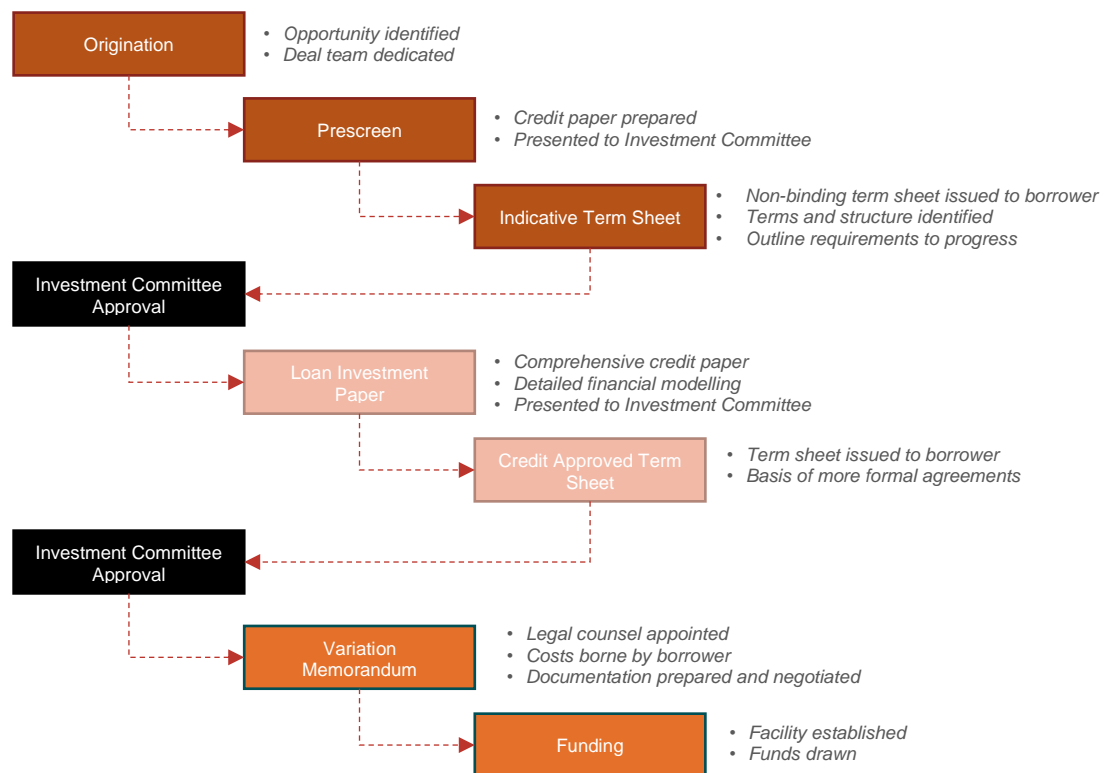 Origination
• Opportunity identified
• Deal team dedicated
Prescreen
• Credit paper prepared
• Presented to Investment Committee
Indicative Term Sheet
• Non-binding term sheet issued to borrower
• Terms and structure identified
• Outline requirements to progress
Investment Committee
Approval
Loan Investment
Paper
• Comprehensive credit paper
• Detailed financial modelling
• Presented to Investment Committee
Credit Approved Term
Sheet
• Term sheet issued to borrower
• Basis of more formal agreements
Investment Committee
Approval
Variation
Memorandum
• Legal counsel appointed
• Costs borne by borrower
• Documentation prepared and negotiated
Funding
• Facility established
• Funds drawn